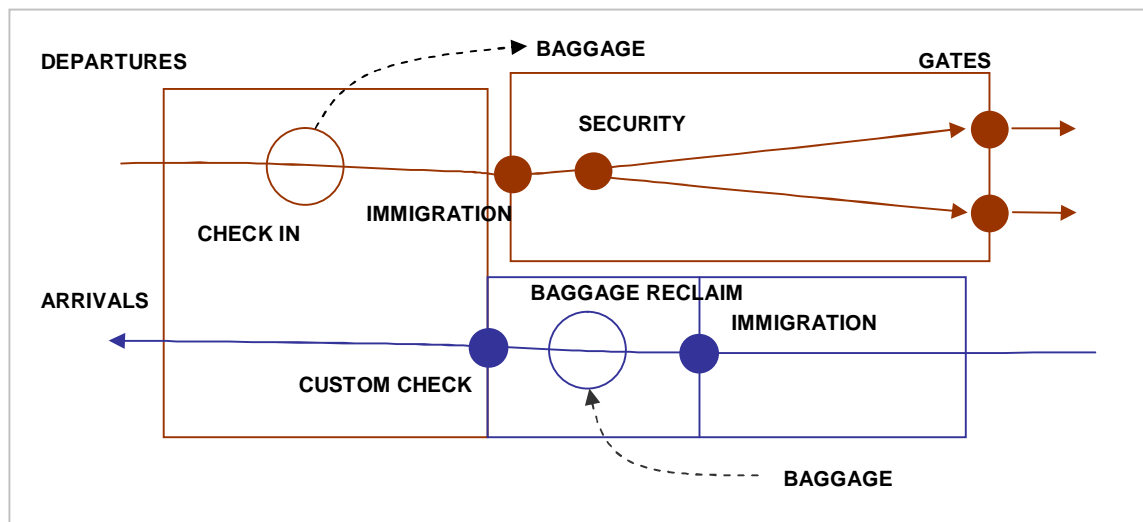 BAGGAGE
DEPARTURES
GATES
SECURITY
IMMIGRATION
CHECK IN
ARRIVALS
BAGGAGE RECLAIM
IMMIGRATION
CUSTOM CHECK
BAGGAGE